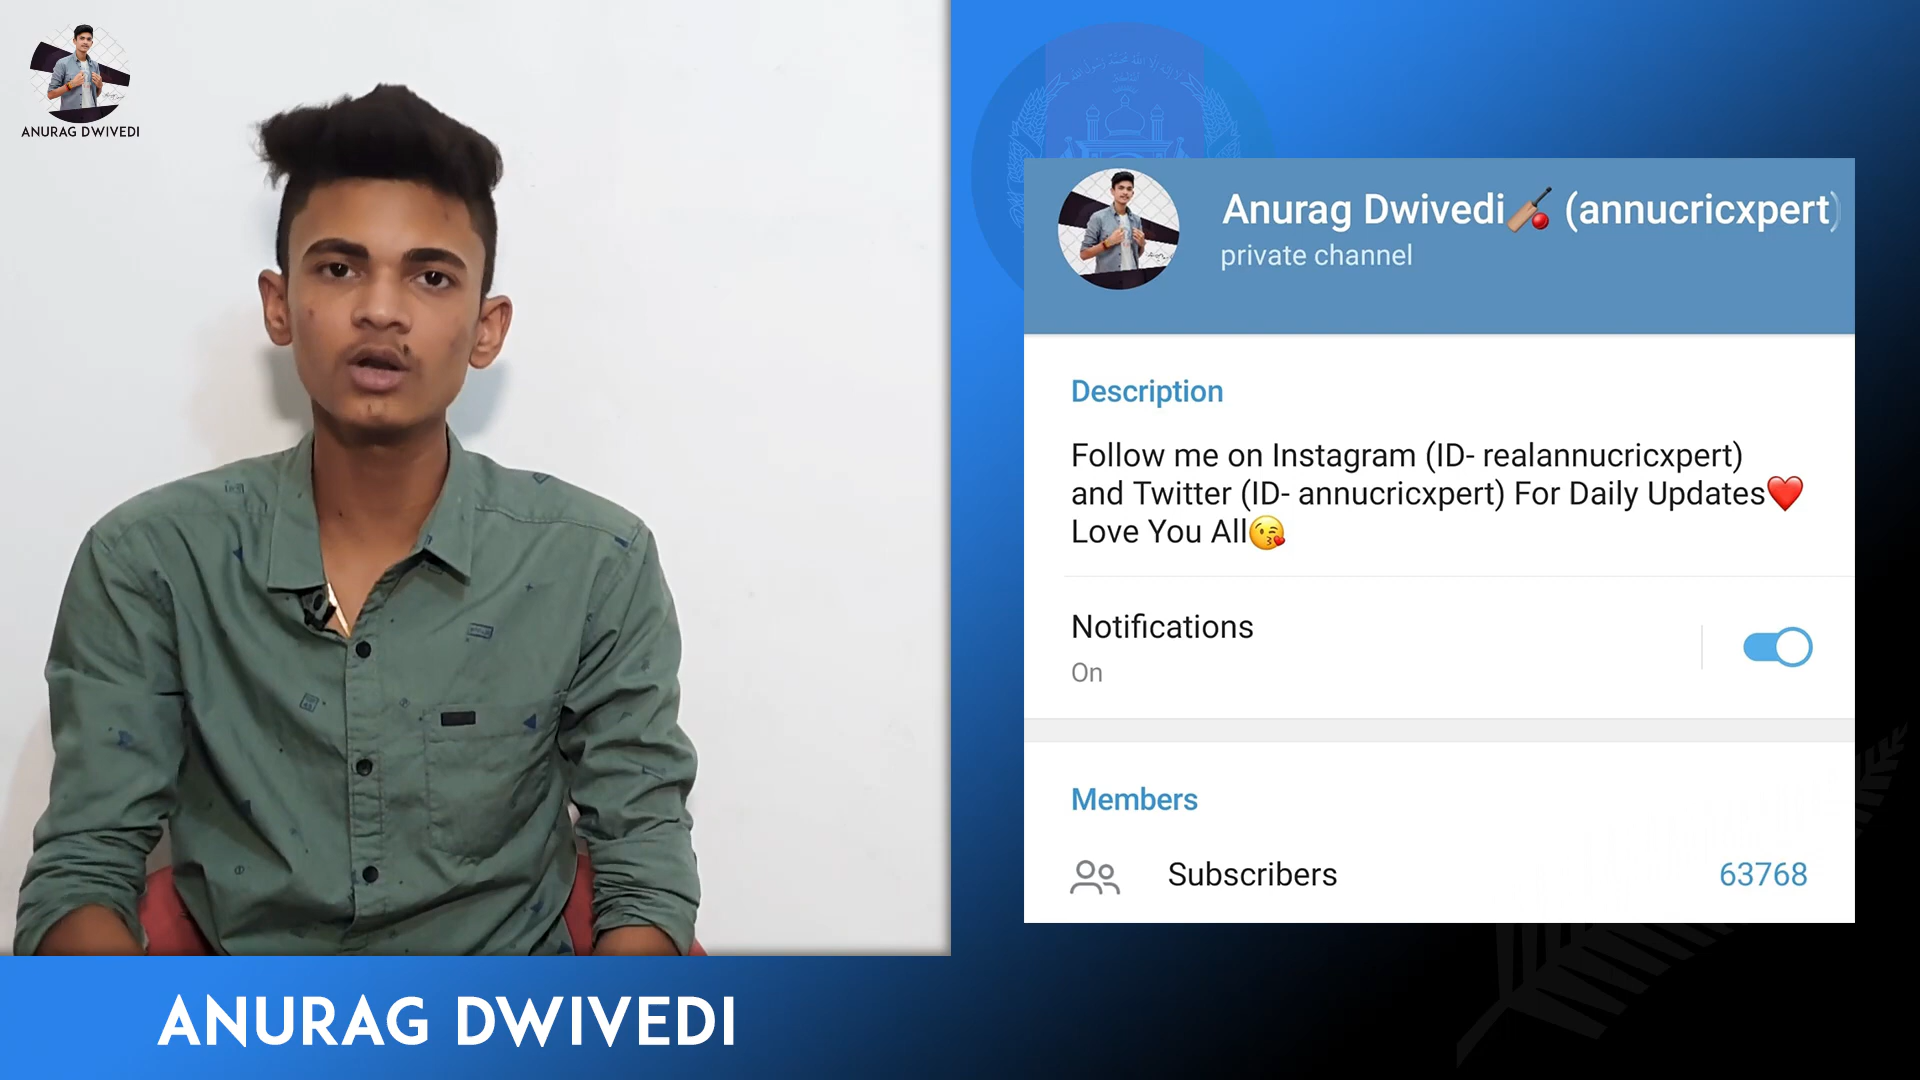 ANURAG DWIVEDI
Anurag Dwivedi🏏 (annucricxpert)
private channel
Description
Follow me on Instagram (ID- realannucricxpert)
and Twitter (ID- annucricxpert) For Daily Updates❤️
Love You All😘
Notifications
On
Members
Subscribers 63768
ANURAG DWIVEDI